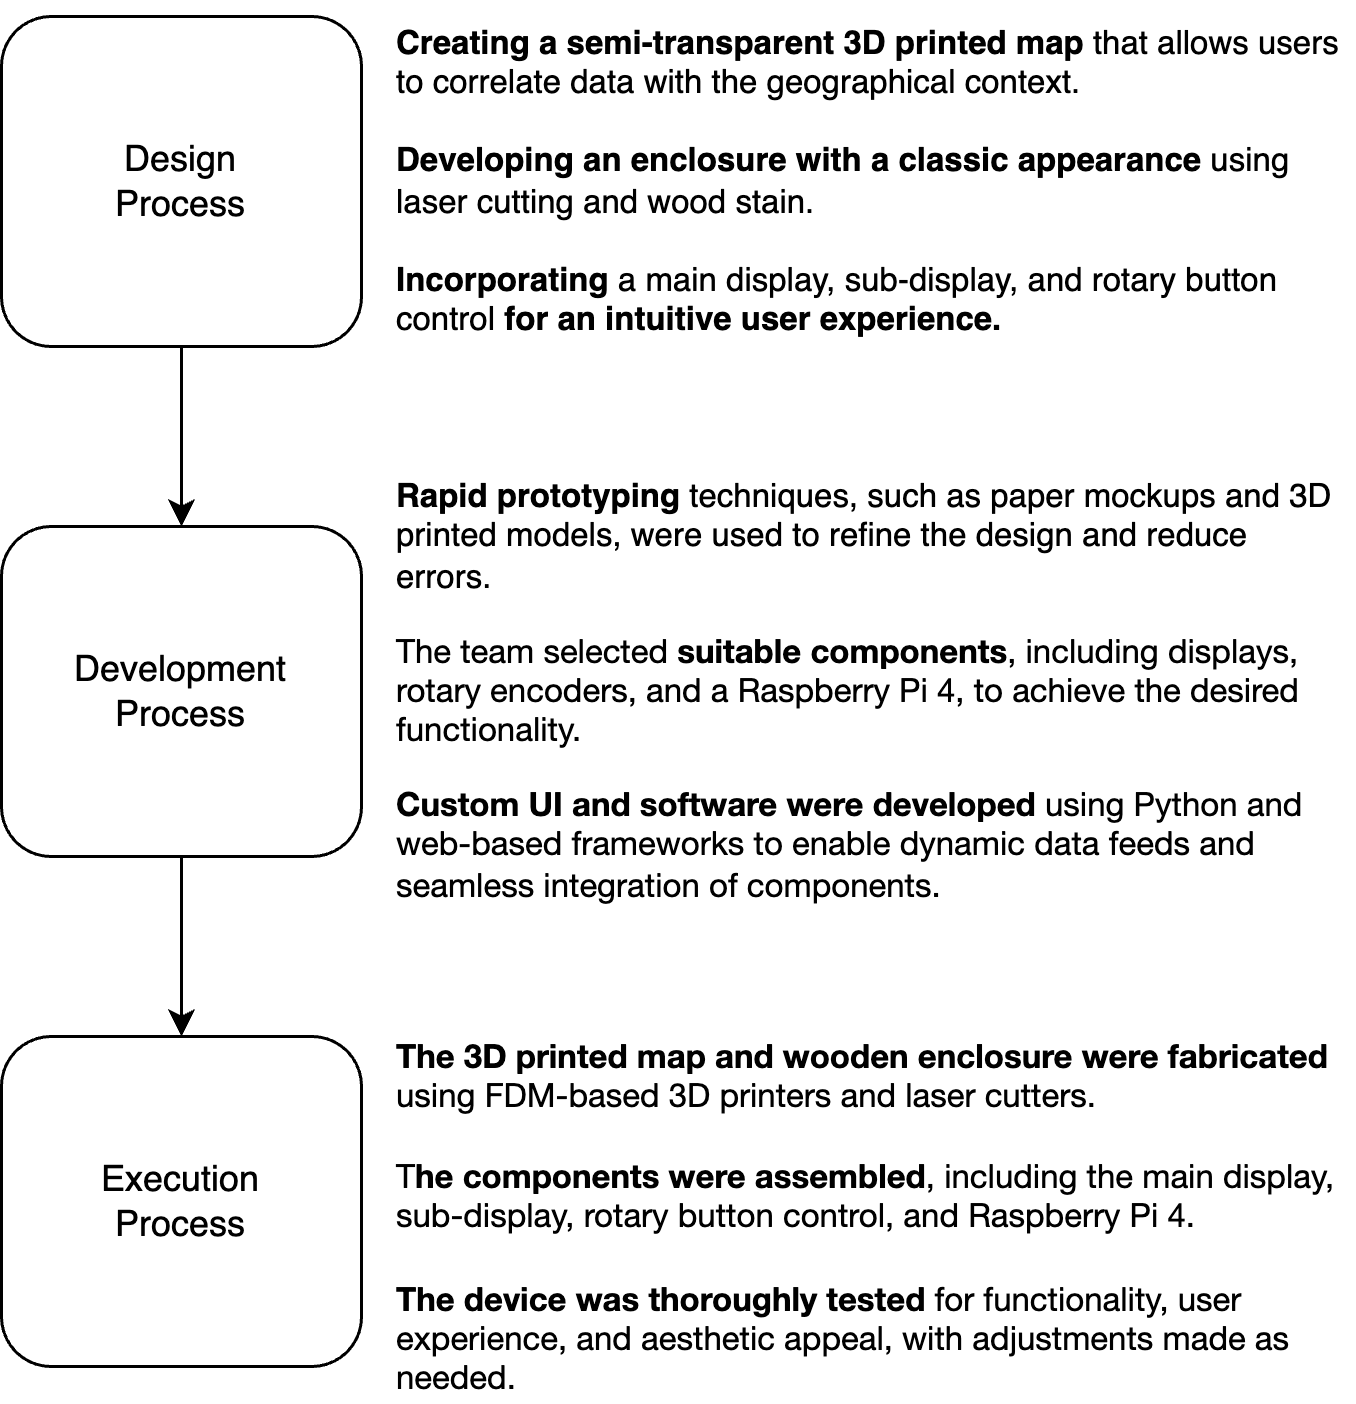 Design
Process
Creating a semi-transparent 3D printed map that allows users
to correlate data with the geographical context.
Developing an enclosure with a classic appearance using
laser cutting and wood stain.
Incorporating a main display, sub-display, and rotary button
control for an intuitive user experience.
Development
Process
Rapid prototyping techniques, such as paper mockups and 3D
printed models, were used to refine the design and reduce
errors.
The team selected suitable components, including displays,
rotary encoders, and a Raspberry Pi 4, to achieve the desired
functionality.
Custom UI and software were developed using Python and
web-based frameworks to enable dynamic data feeds and
seamless integration of components.
Execution
Process
The 3D printed map and wooden enclosure were fabricated
using FDM-based 3D printers and laser cutters.
The components were assembled, including the main display,
sub-display, rotary button control, and Raspberry Pi 4.
The device was thoroughly tested for functionality, user
experience, and aesthetic appeal, with adjustments made as
needed.